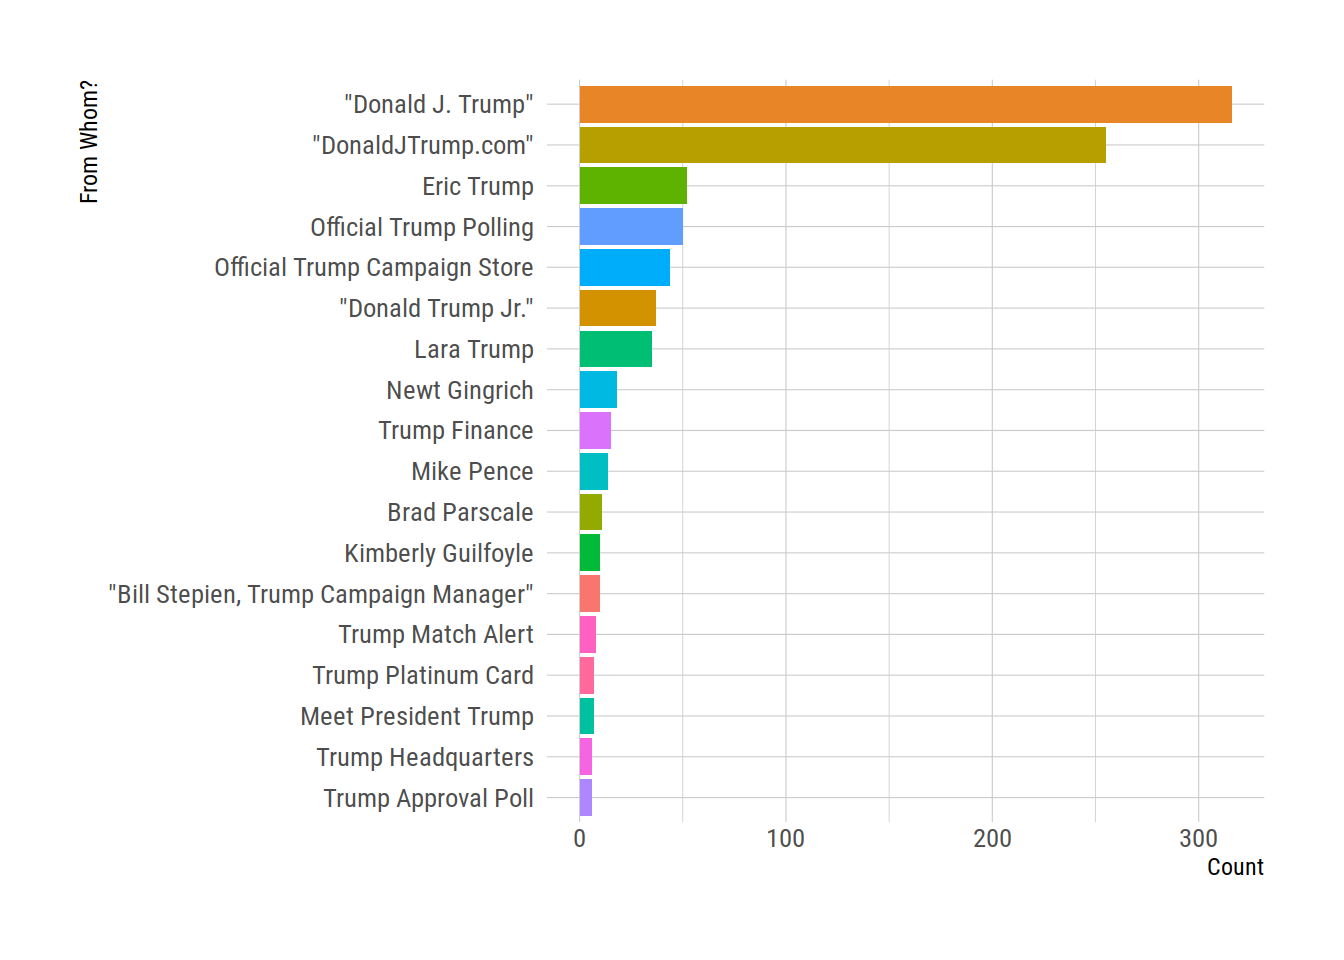 From Whom?
"Donald J. Trump"
"DonaldJTrump.com"
Eric Trump
Official Trump Polling
Official Trump Campaign Store
"Donald Trump Jr."
Lara Trump
Newt Gingrich
Trump Finance
Mike Pence
Brad Parscale
Kimberly Guilfoyle
"Bill Stepien, Trump Campaign Manager"
Trump Match Alert
Trump Platinum Card
Meet President Trump
Trump Headquarters
Trump Approval Poll
0 100 200 300
Count